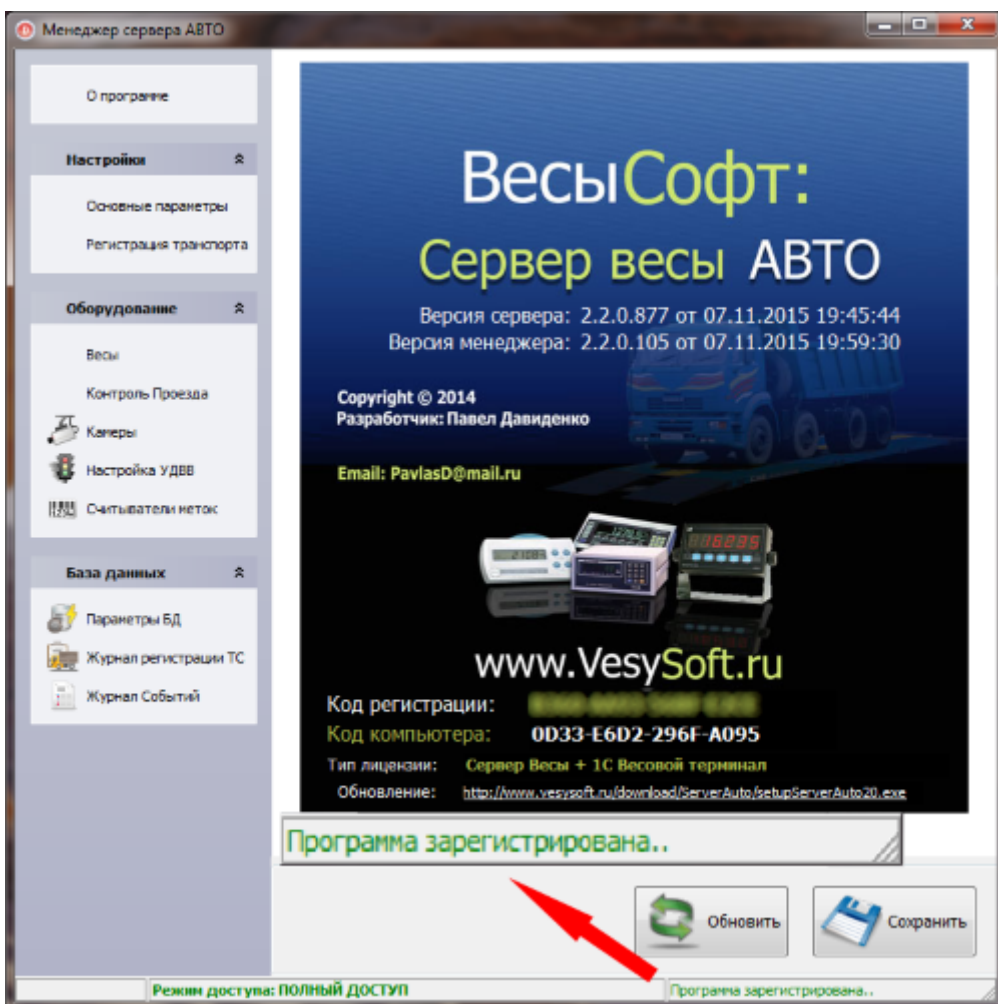 Менеджер сервера АВТО
О программе
Настройки
Основные параметры
Регистрация транспорта
Оборудование
Весы
Контроль Проезда
Камеры
Настройка УДВВ
Считыватели меток
База данных
Параметры БД
Журнал регистрации ТС
Журнал Событий
ВесыСофт:
Сервер весы АВТО
Версия сервера: 2.2.0.877 от 07.11.2015 19:45:44
Версия менеджера: 2.2.0.105 от 07.11.2015 19:59:30
Copyright © 2014
Разработчик: Павел Давиденко
Email: PavlasD@mail.ru
www.VesySoft.ru
Код регистрации:
Код компьютера: 0D33-E6D2-296F-A095
Тип лицензии: Сервер Весы + 1С Весовой терминал
Обновление: http://www.vesysoft.ru/download/ServerAuto/setupServerAuto20.exe
Программа зарегистрирована..
Обновить
Сохранить
Режим доступа: ПОЛНЫЙ ДОСТУП
Программа зарегистрирована..